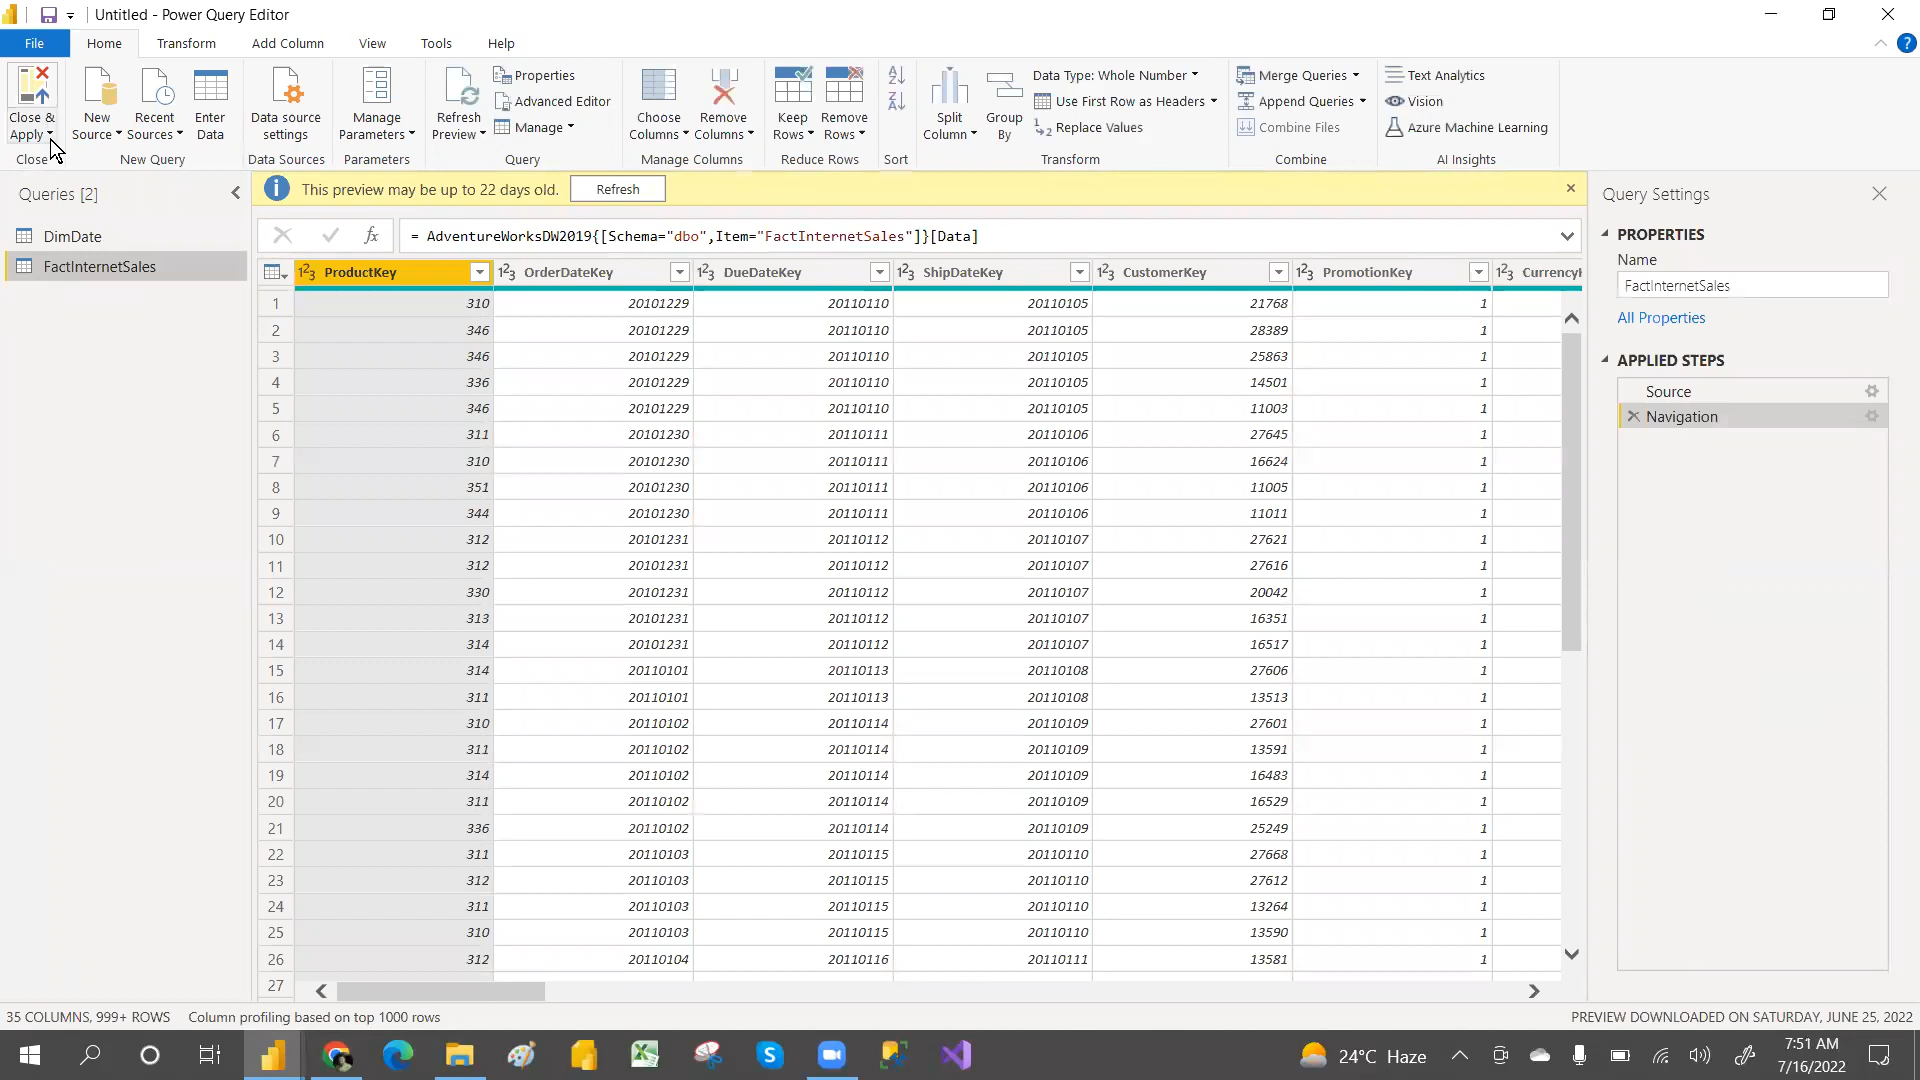 Untitled - Power Query Editor
File Home Transform Add Column View Tools Help
Close & Apply
New Source
Recent Sources
Enter Data
Data source settings
Manage Parameters
Refresh Preview
Properties
Advanced Editor
Manage
Choose Columns
Remove Columns
Keep Rows
Remove Rows
Split Column
Group By
Data Type: Whole Number
Use First Row as Headers
Replace Values
Merge Queries
Append Queries
Combine Files
Text Analytics
Vision
Azure Machine Learning
Close New Query Data Sources Parameters Query Manage Columns Reduce Rows Sort Transform Combine AI Insights
Queries [2]
DimDate
FactInternetSales
This preview may be up to 22 days old. Refresh
fx = AdventureWorksDW2019{[Schema="dbo",Item="FactInternetSales"]}[Data]
ProductKey OrderDateKey DueDateKey ShipDateKey CustomerKey PromotionKey
1 310 20101229 20110110 20110105 21768 1
2 346 20101229 20110110 20110105 28389 1
3 346 20101229 20110110 20110105 25863 1
4 336 20101229 20110110 20110105 14501 1
5 346 20101229 20110110 20110105 11003 1
6 311 20101230 20110111 20110106 27645 1
7 310 20101230 20110111 20110106 16624 1
8 351 20101230 20110111 20110106 11005 1
9 344 20101230 20110111 20110106 11011 1
10 312 20101231 20110112 20110107 27621 1
11 312 20101231 20110112 20110107 27616 1
12 330 20101231 20110112 20110107 20042 1
13 313 20101231 20110112 20110107 16351 1
14 314 20101231 20110112 20110107 16517 1
15 314 20110101 20110113 20110108 27606 1
16 311 20110101 20110113 20110108 13513 1
17 310 20110102 20110114 20110109 27601 1
18 311 20110102 20110114 20110109 13591 1
19 314 20110102 20110114 20110109 16483 1
20 311 20110102 20110114 20110109 16529 1
21 336 20110102 20110114 20110109 25249 1
22 311 20110103 20110115 20110110 27668 1
23 312 20110103 20110115 20110110 27612 1
24 311 20110103 20110115 20110110 13264 1
25 310 20110103 20110115 20110110 13590 1
26 312 20110104 20110116 20110111 13581 1
27
Query Settings
PROPERTIES
Name
FactInternetSales
All Properties
APPLIED STEPS
Source
Navigation
35 COLUMNS, 999+ ROWS Column profiling based on top 1000 rows
PREVIEW DOWNLOADED ON SATURDAY, JUNE 25, 2022
24°C Haze
7:51 AM
7/16/2022